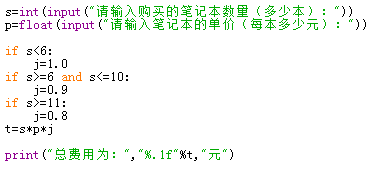 s=int(input("请输入购买的笔记本数量（多少本）："))
p=float(input("请输入笔记本的单价（每本多少元）："))
if s<6:
    j=1.0
if s>=6 and s<=10:
    j=0.9
if s>=11:
    j=0.8
t=s*p*j
print("总费用为：","%.1f"%t,"元")